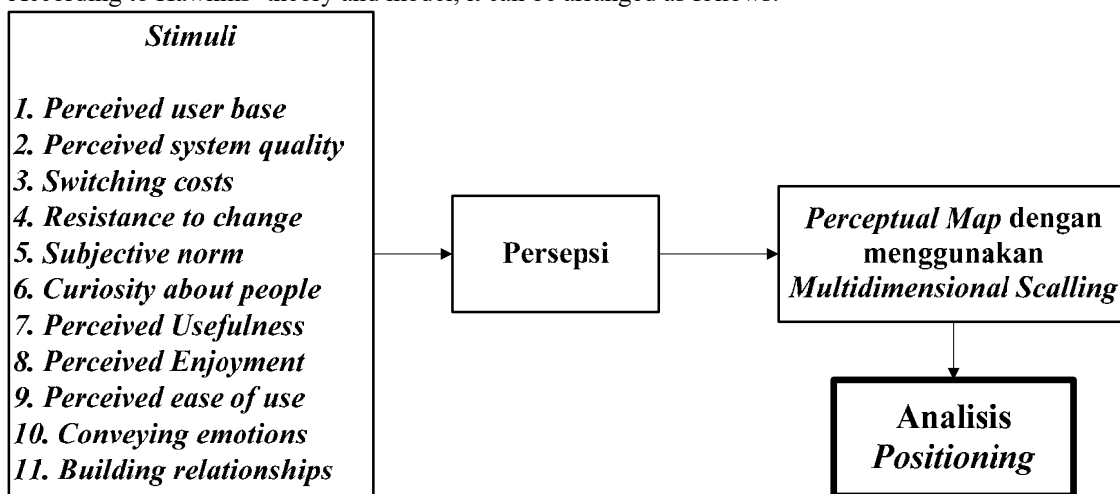 According to Hawkins' theory and model, it can be arranged as follows:
Stimuli
1. Perceived user base
2. Perceived system quality
3. Switching costs
4. Resistance to change
5. Subjective norm
6. Curiosity about people
7. Perceived Usefulness
8. Perceived Enjoyment
9. Perceived ease of use
10. Conveying emotions
11. Building relationships
Persepsi
Perceptual Map dengan
menggunakan
Multidimensional Scalling
Analisis
Positioning